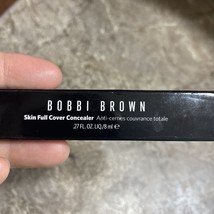 BOBBI BROWN
Skin Full Cover Concealer Anti-cernes couvrance totale
.27 FL.OZ.LIQ./8 ml ℮